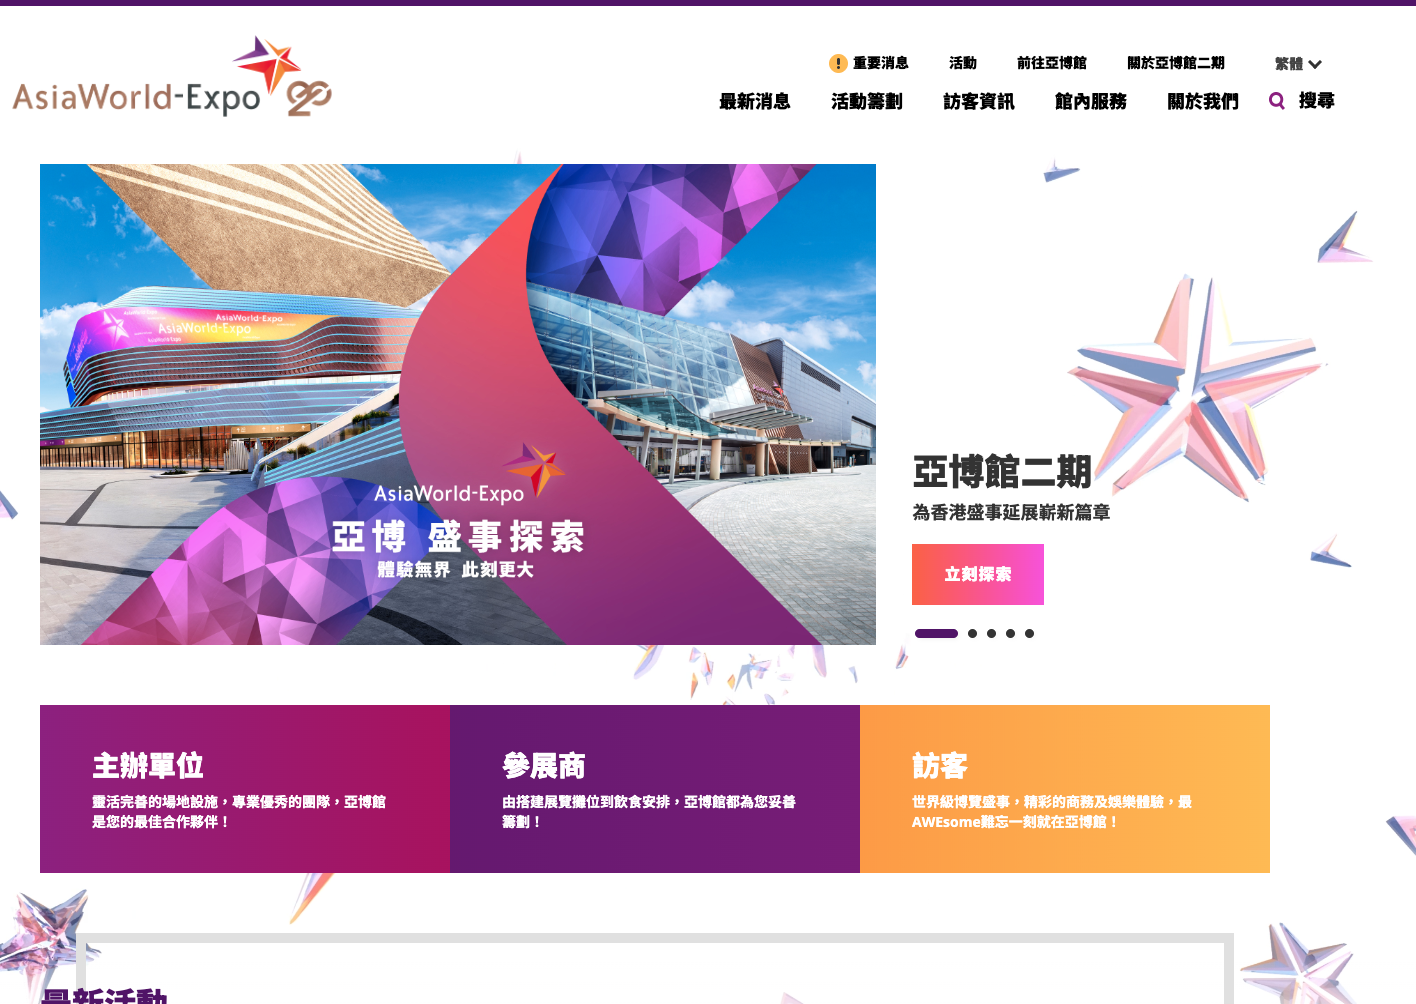 AsiaWorld-Expo 20
重要消息
活動
前往亞博館
關於亞博館二期
繁體
最新消息
活動籌劃
訪客資訊
館內服務
關於我們
搜尋
AsiaWorld-Expo
AsiaWorld-Expo
AsiaWorld-Expo
亞博 盛事探索
體驗無界 此刻更大
亞博館二期
為香港盛事延展嶄新篇章
立刻探索
主辦單位
靈活完善的場地設施，專業優秀的團隊，亞博館
是您的最佳合作夥伴！
參展商
由搭建展覽攤位到飲食安排，亞博館都為您妥善
籌劃！
訪客
世界級博覽盛事，精彩的商務及娛樂體驗，最
AWEsome難忘一刻就在亞博館！
最新活動